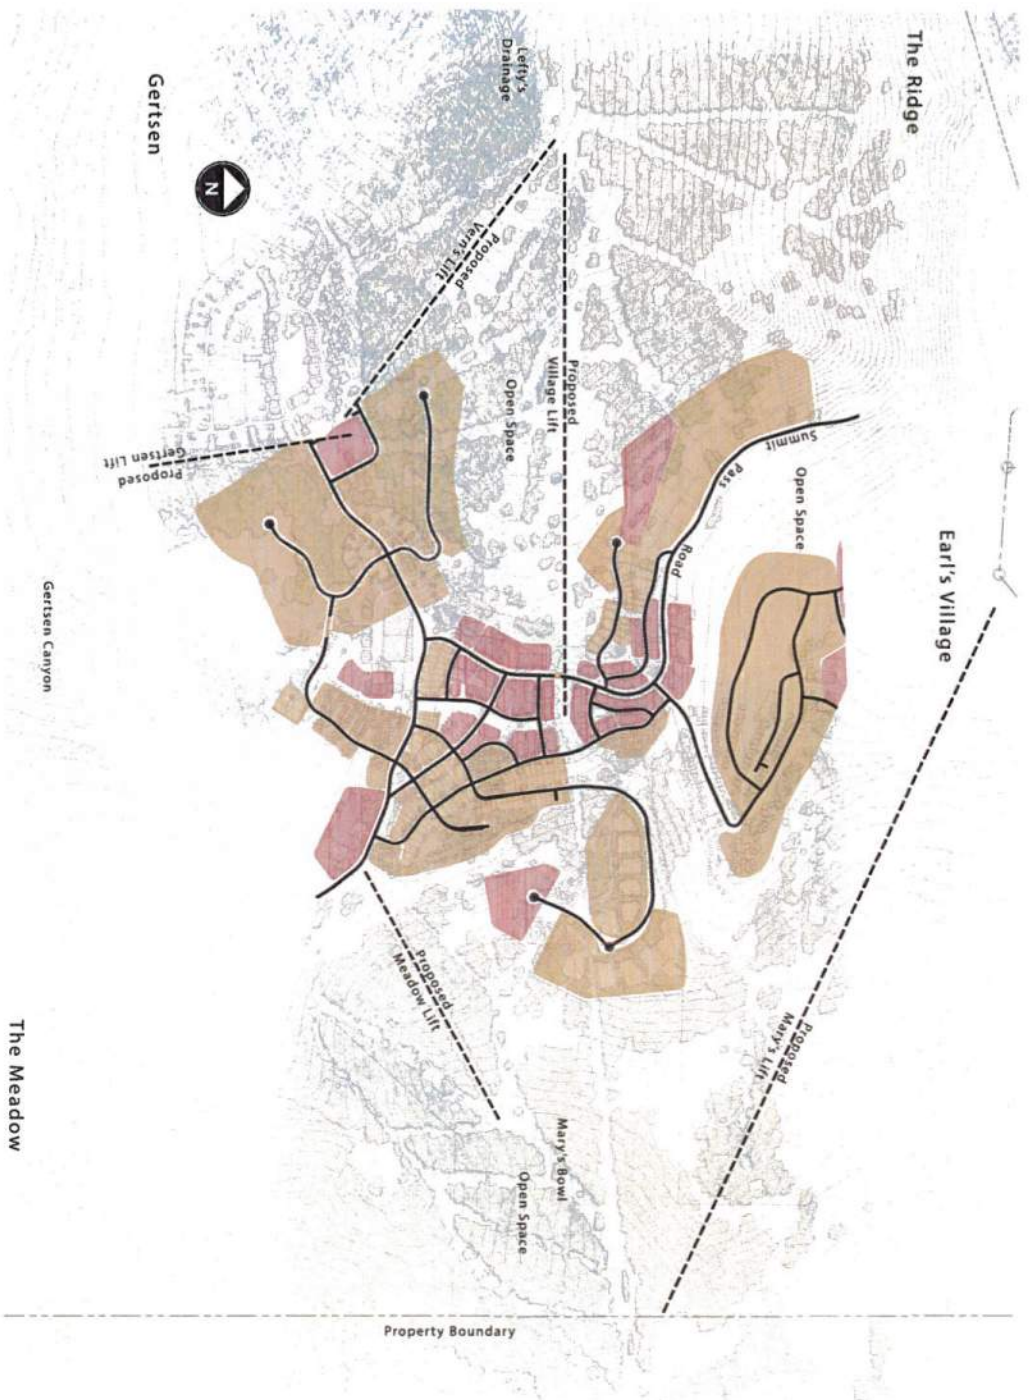 The Ridge
Lefty's
Drainage
Gertsen
N
Proposed
Vern's Lift
Proposed
Village Lift
Open Space
Summit
Pass
Road
Open Space
Earl's Village
Proposed
Gertsen Lift
Gertsen Canyon
Proposed
Meadow Lift
Proposed
Mary's Lift
The Meadow
Mary's Bowl
Open Space
Property Boundary